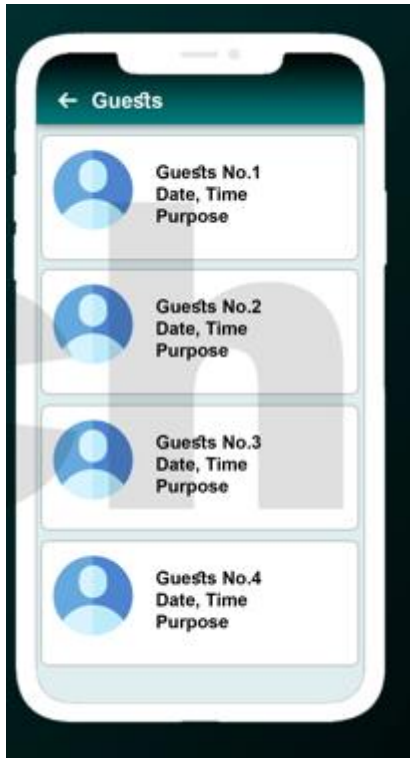 ← Guests
Guests No.1
Date, Time
Purpose
Guests No.2
Date, Time
Purpose
Guests No.3
Date, Time
Purpose
Guests No.4
Date, Time
Purpose
ch